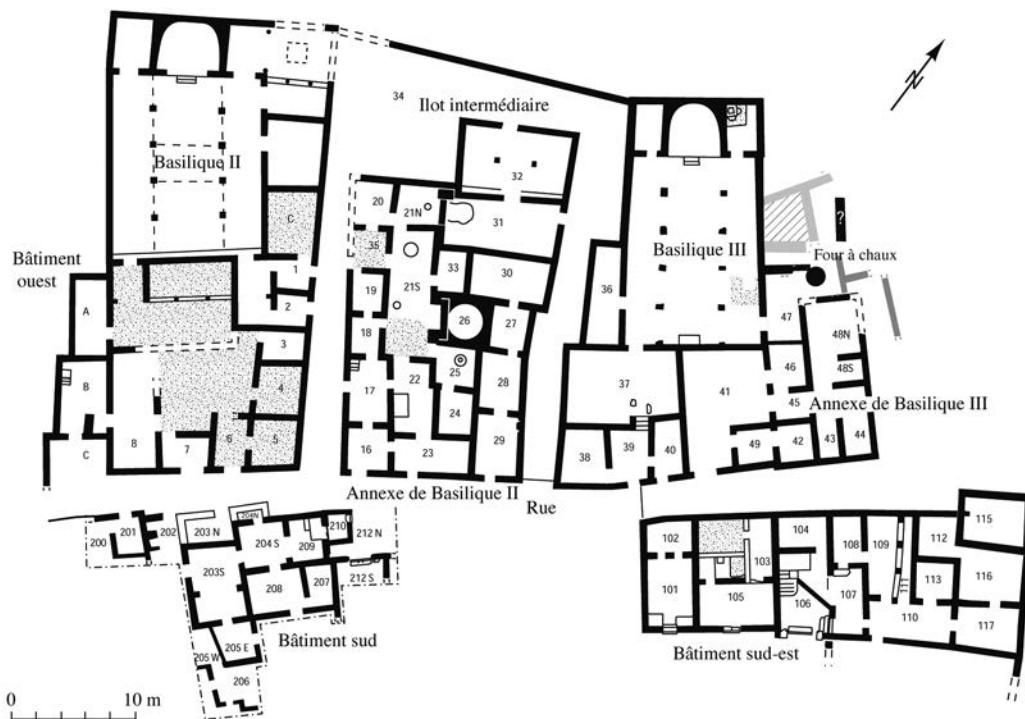 34
Ilot intermédiaire
Basilique II
32
20
21N
C
31
Basilique III
?
Bâtiment
ouest
35
Four à chaux
1
33
30
21S
19
36
A
2
26
27
47
18
48N
3
25
46
48S
B
22
28
37
41
4
17
45
Annexe de Basilique III
24
C
8
7
6
5
16
23
29
38
39
40
49
42
43
44
Annexe de Basilique II
Rue
200
201
202
203 N
204N
210
212 N
204 S
209
115
102
104
108
109
112
103
203S
208
207
212 S
101
105
106
107
111
113
116
110
117
Bâtiment sud
Bâtiment sud-est
205 W
205 E
206
0
10 m
N